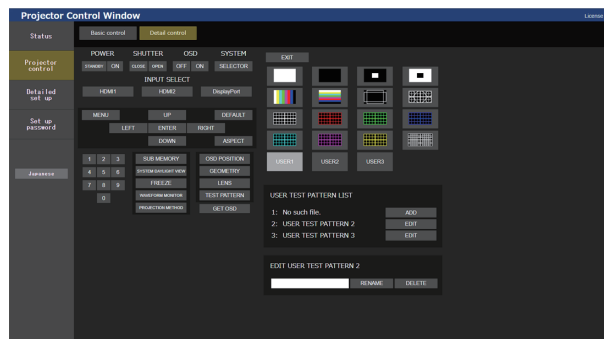 Projector Control Window
License
Status
Projector control
Detailed set up
Set up password
Japanese
Basic control
Detail control
POWER SHUTTER OSD SYSTEM
STANDBY ON CLOSE OPEN OFF ON SELECTOR
INPUT SELECT
HDMI1 HDMI2 DisplayPort
MENU UP DEFAULT
LEFT ENTER RIGHT
DOWN ASPECT
1 2 3 SUB MEMORY OSD POSITION
4 5 6 SYSTEM DAYLIGHT VIEW GEOMETRY
7 8 9 FREEZE LENS
0 WAVEFORM MONITOR TEST PATTERN
PROJECTION METHOD GET OSD
EXIT
USER1 USER2 USER3
USER TEST PATTERN LIST
1: No such file. ADD
2: USER TEST PATTERN 2 EDIT
3: USER TEST PATTERN 3 EDIT
EDIT USER TEST PATTERN 2
RENAME DELETE